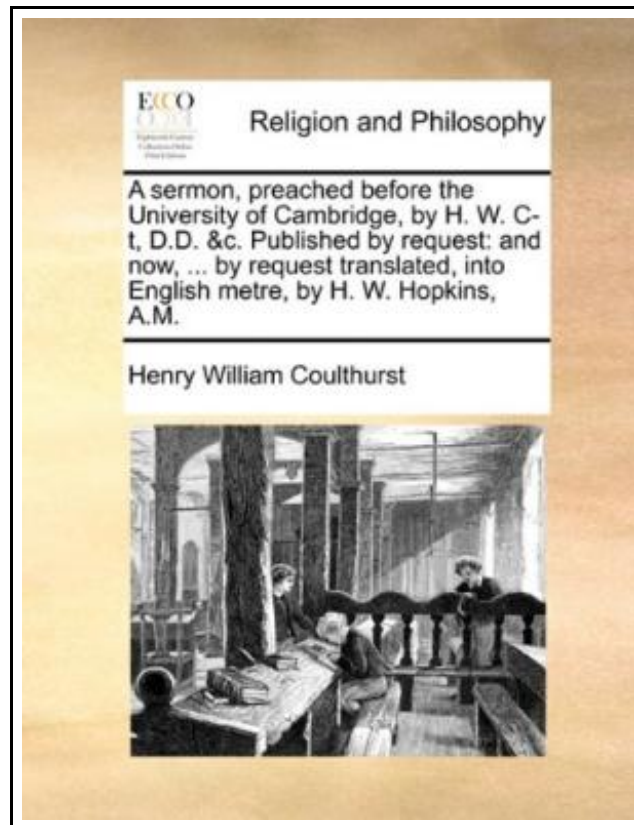 ECCO
Religion and Philosophy
A sermon, preached before the
University of Cambridge, by H. W. C-
t, D.D. &c. Published by request: and
now, ... by request translated, into
English metre, by H. W. Hopkins,
A.M.
Henry William Coulthurst